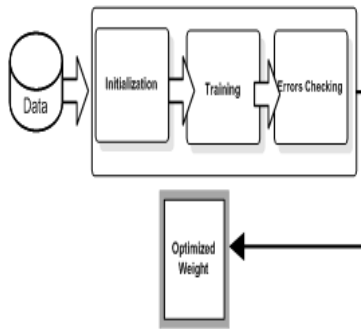 Data
Initialization
Training
Errors Checking
Optimized
Weight